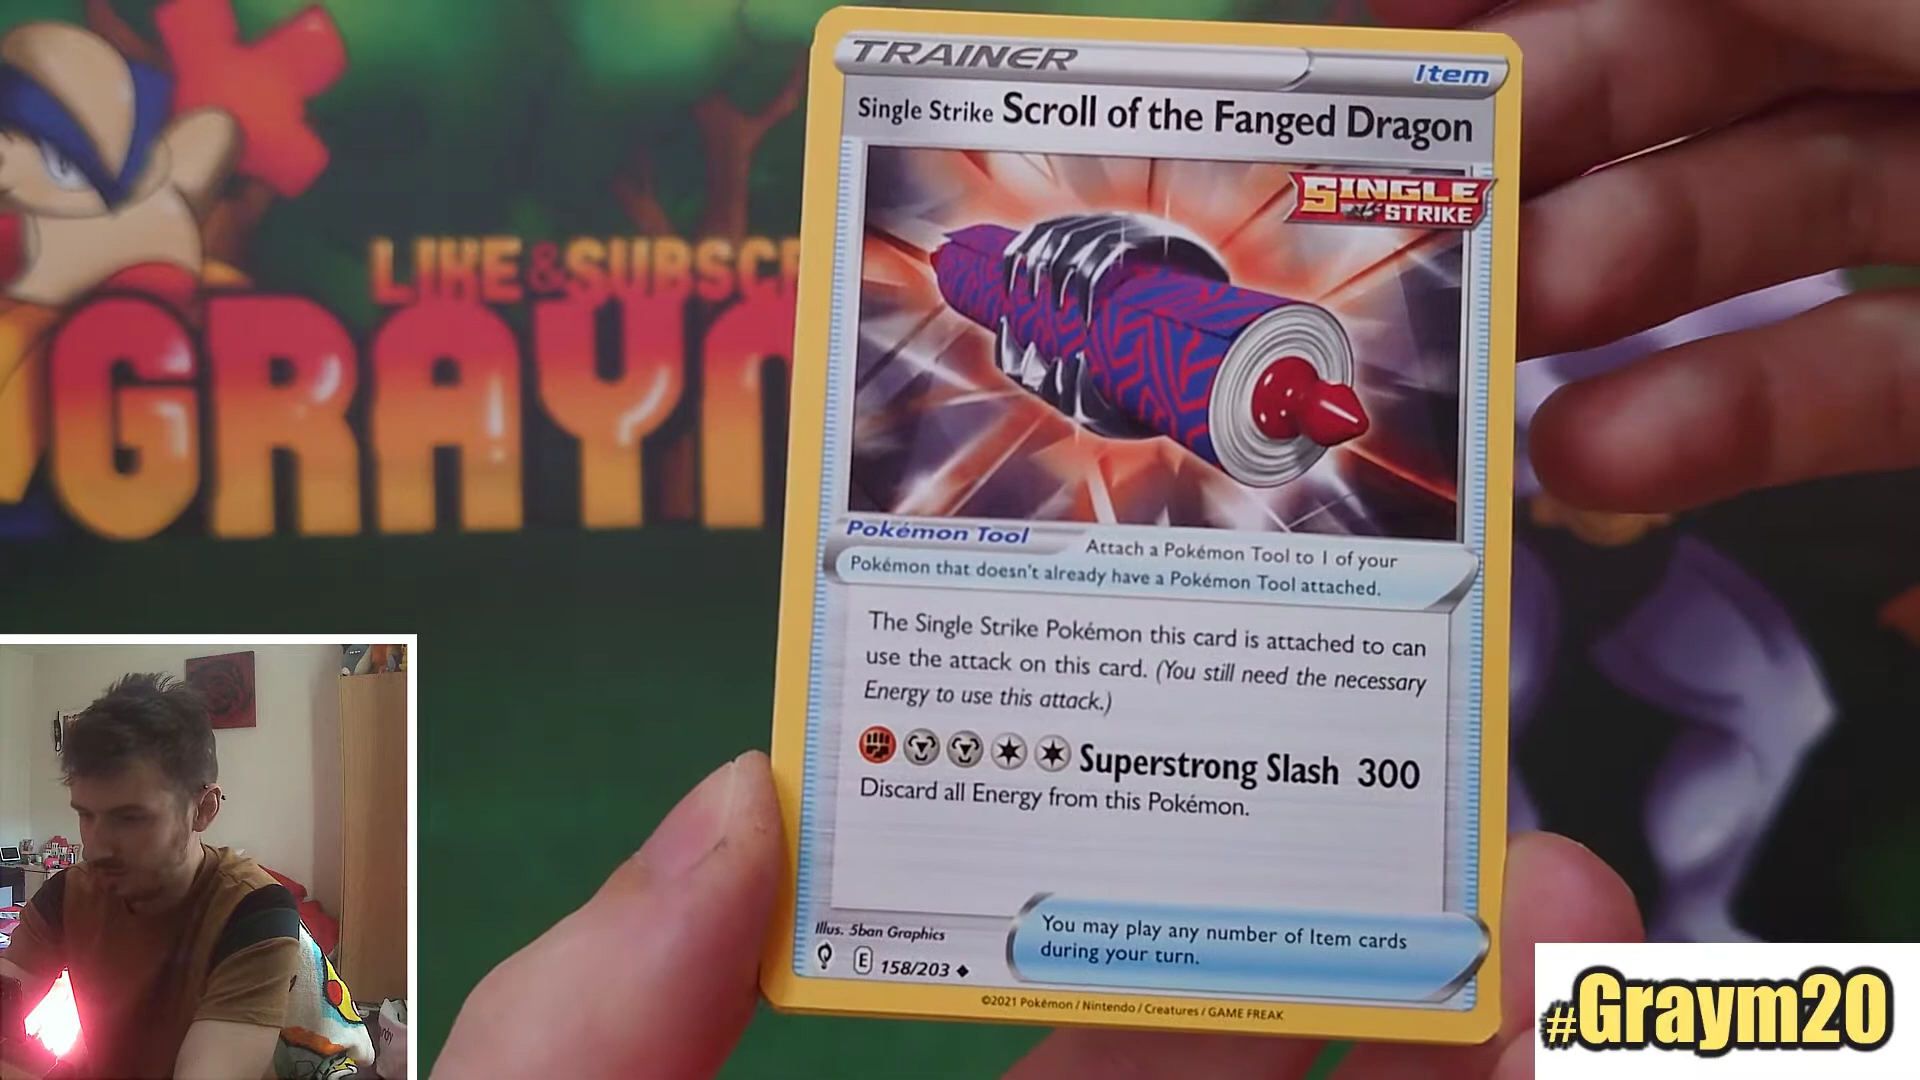 LIKE & SUBSCR
GRAYM
TRAINER
Item
Single Strike Scroll of the Fanged Dragon
SINGLE
STRIKE
Pokémon Tool
Attach a Pokémon Tool to 1 of your
Pokémon that doesn't already have a Pokémon Tool attached.
The Single Strike Pokémon this card is attached to can
use the attack on this card. (You still need the necessary
Energy to use this attack.)
Superstrong Slash 300
Discard all Energy from this Pokémon.
You may play any number of Item cards
during your turn.
Illus. 5ban Graphics
E 158/203
©2021 Pokémon / Nintendo / Creatures / GAME FREAK
#Graym20